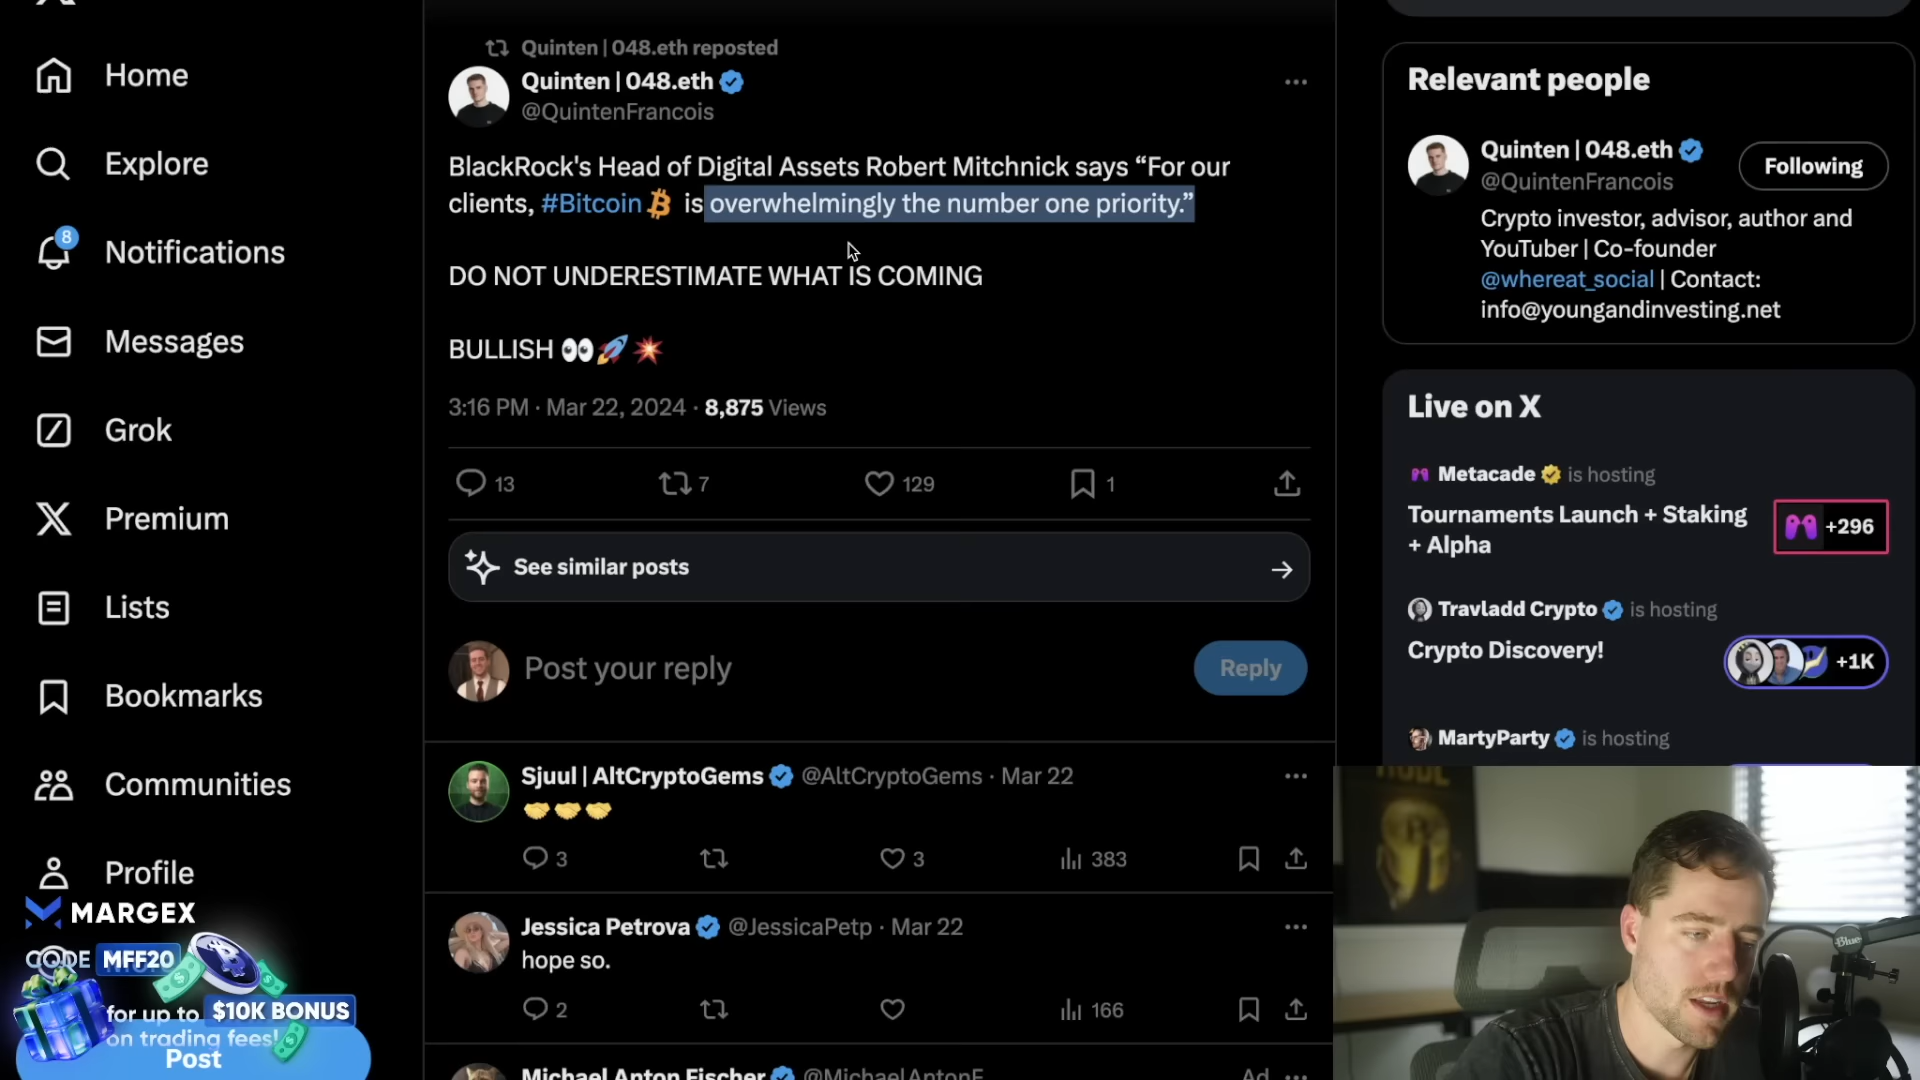 Home
Explore
8
Notifications
Messages
Grok
Premium
Lists
Bookmarks
Communities
Profile
MARGEX
CODE MFF20
for up to $10K BONUS
on trading fees!
Post
Quinten | 048.eth reposted
Quinten | 048.eth
@QuintenFrancois
BlackRock's Head of Digital Assets Robert Mitchnick says “For our
clients, #Bitcoin is overwhelmingly the number one priority.”
DO NOT UNDERESTIMATE WHAT IS COMING
BULLISH 👀🚀💥
3:16 PM · Mar 22, 2024 · 8,875 Views
13 7 129 1
See similar posts
Post your reply
Reply
Sjuul | AltCryptoGems @AltCryptoGems · Mar 22
🤝🤝🤝
3 3 383
Jessica Petrova @JessicaPetp · Mar 22
hope so.
2 166
Michael Anton Fischer @MichaelAntonF Ad
Relevant people
Quinten | 048.eth
@QuintenFrancois
Following
Crypto investor, advisor, author and
YouTuber | Co-founder
@whereat_social | Contact:
info@youngandinvesting.net
Live on X
Metacade is hosting
Tournaments Launch + Staking
+ Alpha
+296
Travladd Crypto is hosting
Crypto Discovery!
+1K
MartyParty is hosting
Blue